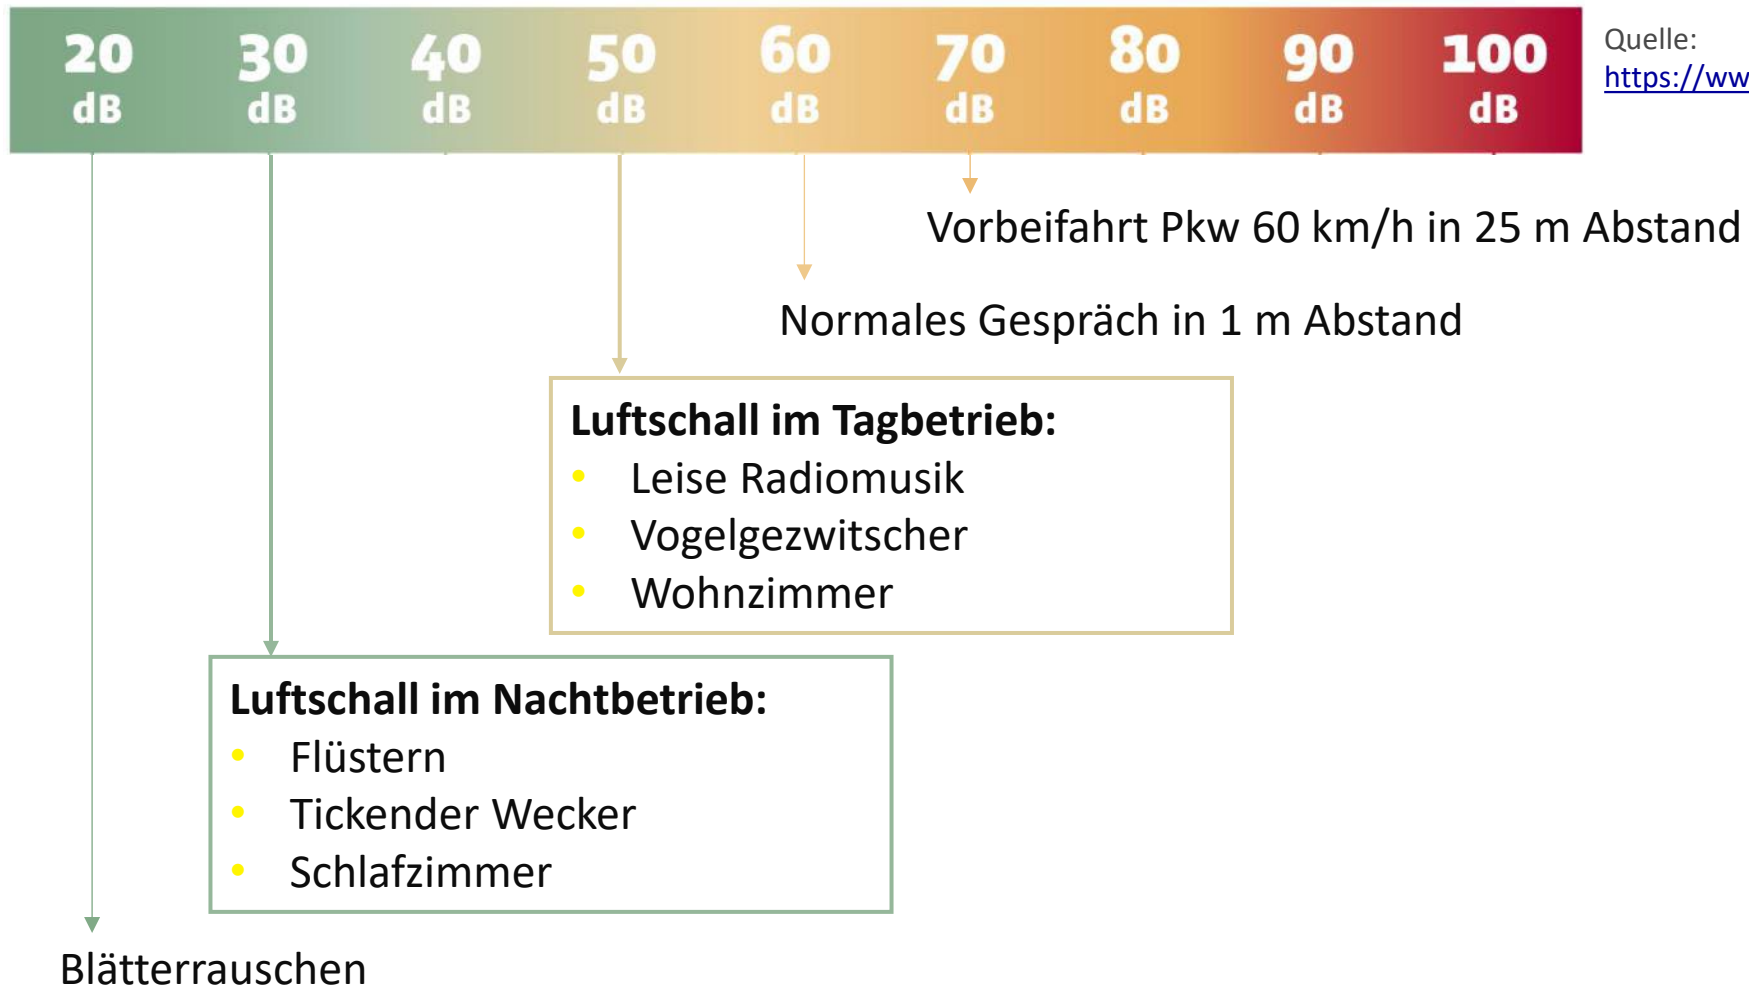 20 30 40 50 60 70 80 90 100
dB dB dB dB dB dB dB dB dB
Quelle:
https://ww
Vorbeifahrt Pkw 60 km/h in 25 m Abstand
Normales Gespräch in 1 m Abstand
Luftschall im Tagbetrieb:
• Leise Radiomusik
• Vogelgezwitscher
• Wohnzimmer
Luftschall im Nachtbetrieb:
• Flüstern
• Tickender Wecker
• Schlafzimmer
Blätterrauschen